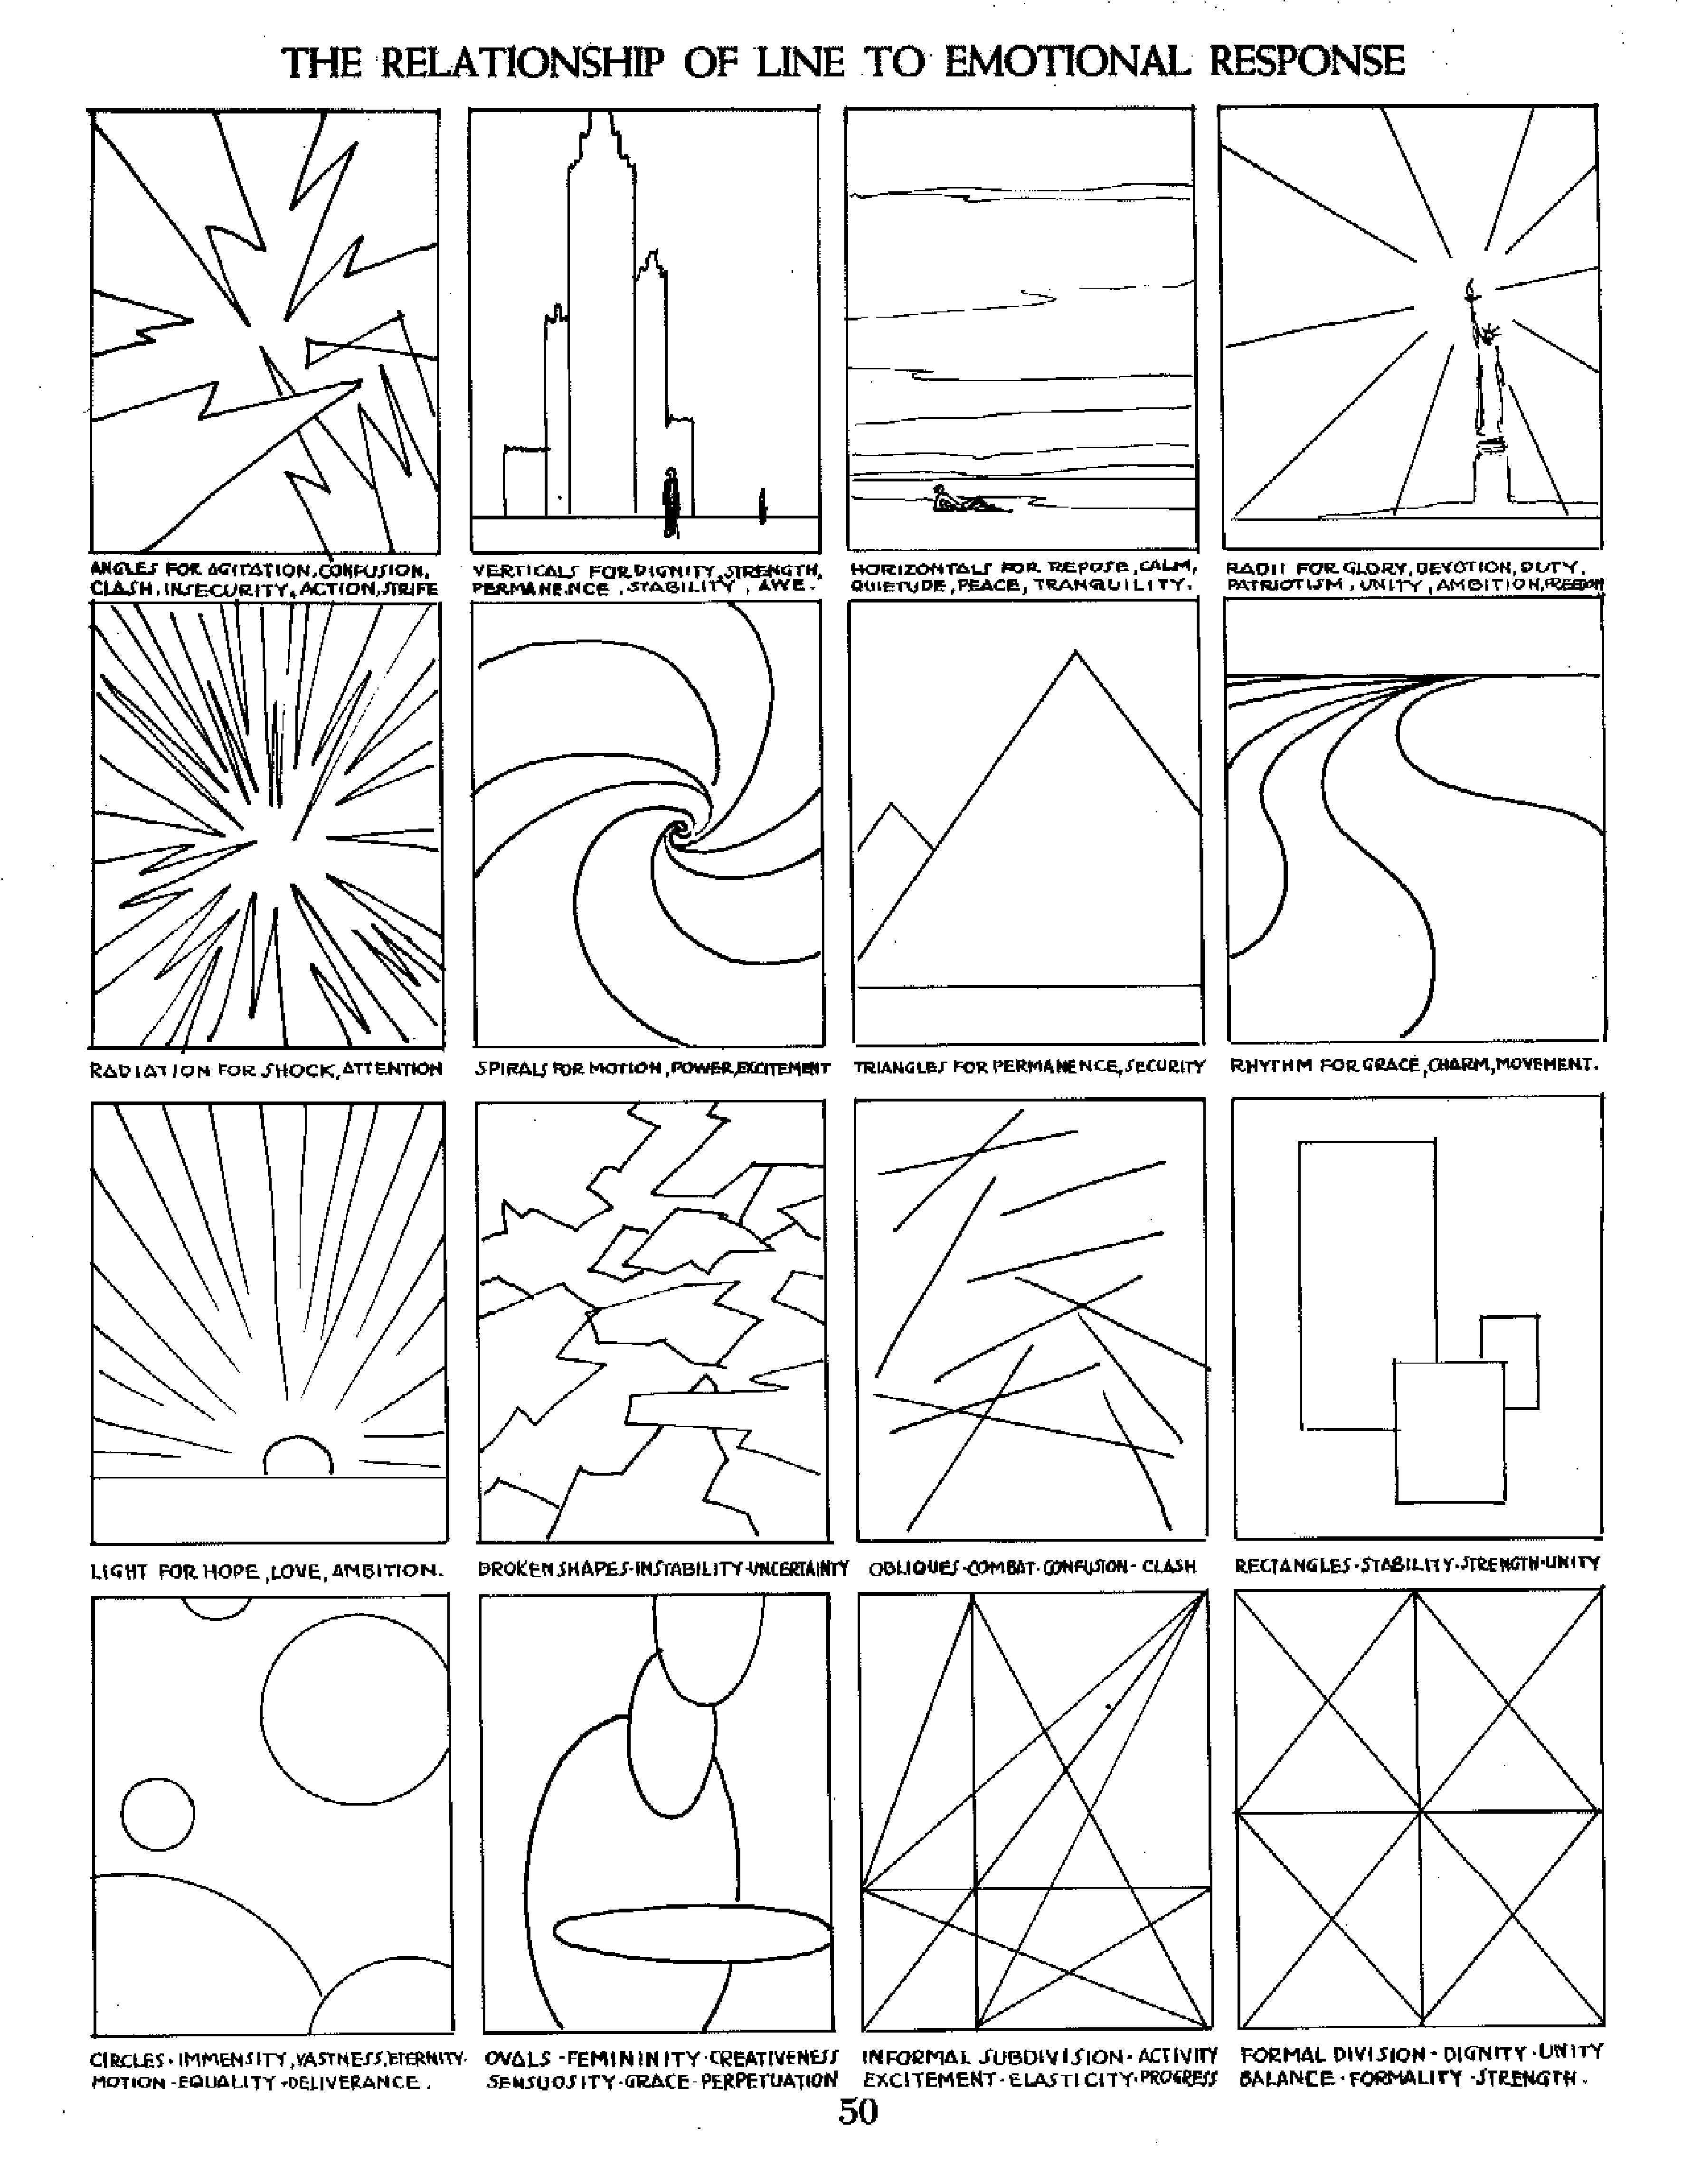 THE RELATIONSHIP OF LINE TO EMOTIONAL RESPONSE
ANGLES FOR AGITATION, CONFUSION,
CLASH, INSECURITY, ACTION, STRIFE
VERTICALS FOR DIGNITY, STRENGTH,
PERMANENCE, STABILITY, AWE.
HORIZONTALS FOR REPOSE, CALM,
QUIETUDE, PEACE, TRANQUILITY.
RADII FOR GLORY, DEVOTION, DUTY,
PATRIOTISM, UNITY, AMBITION, FREEDOM
RADIATION FOR SHOCK, ATTENTION
SPIRALS FOR MOTION, POWER, EXCITEMENT
TRIANGLES FOR PERMANENCE, SECURITY
RHYTHM FOR GRACE, CHARM, MOVEMENT.
LIGHT FOR HOPE, LOVE, AMBITION.
BROKEN SHAPES-INSTABILITY-UNCERTAINTY
OBLIQUES-COMBAT-CONFUSION-CLASH
RECTANGLES-STABILITY-STRENGTH-UNITY
CIRCLES-IMMENSITY, VASTNESS, ETERNITY-
MOTION-EQUALITY-DELIVERANCE.
OVALS-FEMININITY-CREATIVENESS
SENSUOSITY-GRACE-PERPETUATION
INFORMAL SUBDIVISION-ACTIVITY
EXCITEMENT-ELASTICITY-PROGRESS
FORMAL DIVISION-DIGNITY-UNITY
BALANCE-FORMALITY-STRENGTH.
50